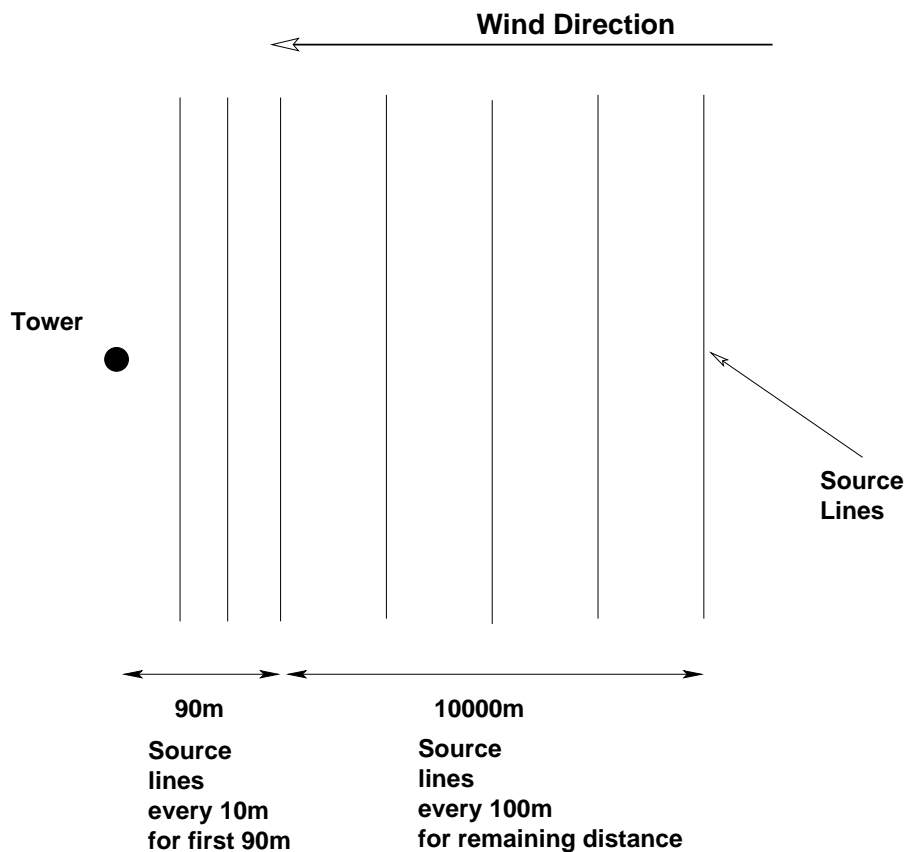 Wind Direction
Tower
Source
Lines
90m
10000m
Source
lines
every 10m
for first 90m
Source
lines
every 100m
for remaining distance